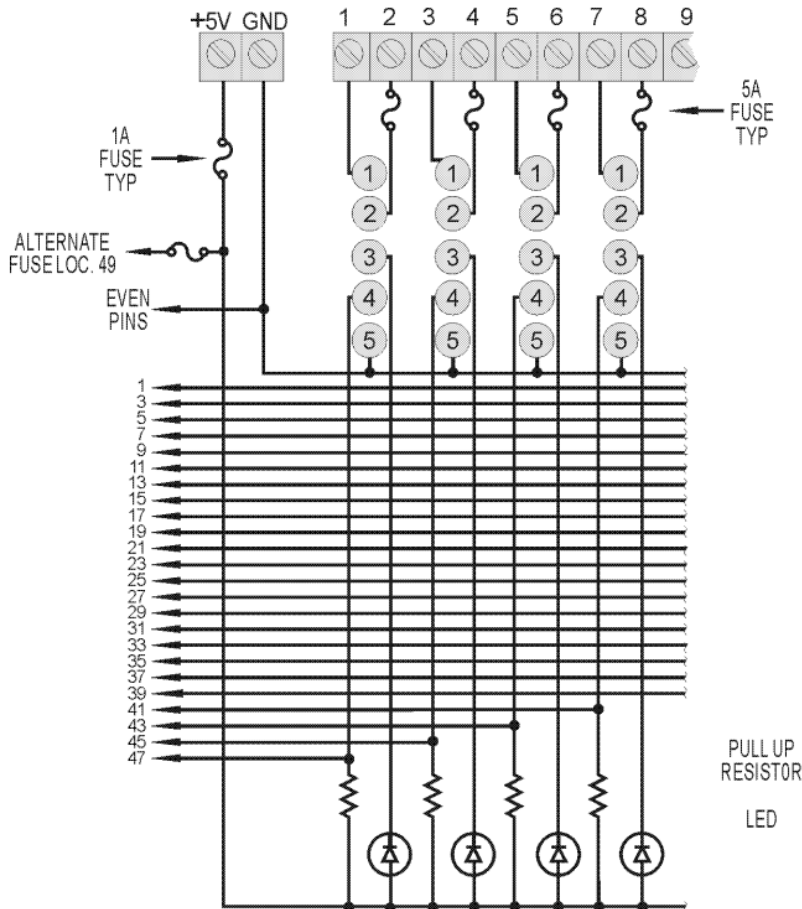 +5V GND 1 2 3 4 5 6 7 8 9
5A
FUSE
TYP
1A
FUSE
TYP
1 1 1 1
2 2 2 2
ALTERNATE
FUSE LOC. 49
3 3 3 3
EVEN
PINS
4 4 4 4
5 5 5 5
1
3
5
7
9
11
13
15
17
19
21
23
25
27
29
31
33
35
37
39
41
43
45
47
PULL UP
RESISTOR
LED